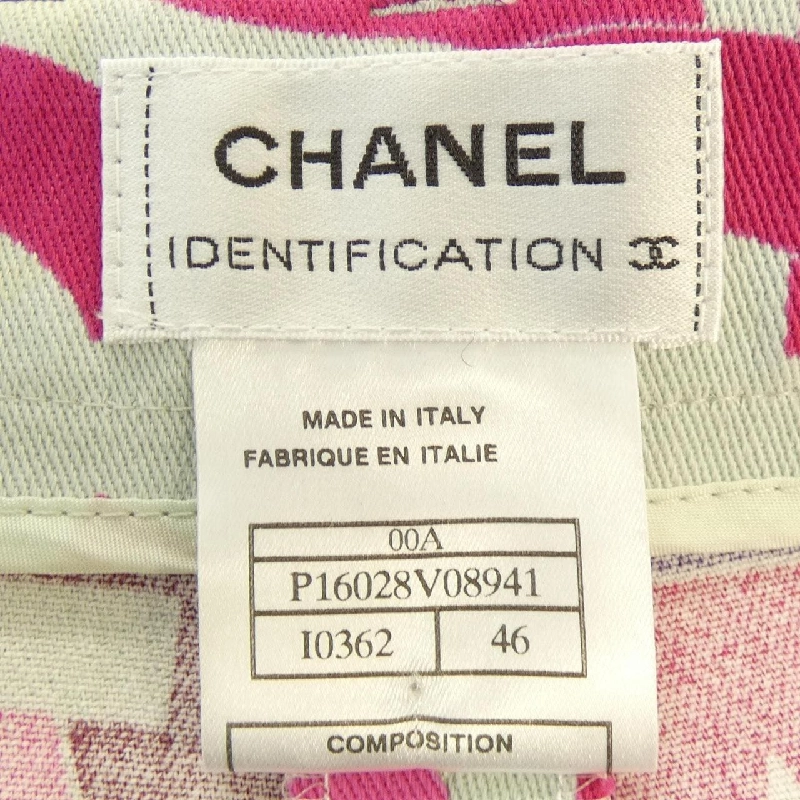 CHANEL
IDENTIFICATION
MADE IN ITALY
FABRIQUE EN ITALIE
00A
P16028V08941
I0362 46
COMPOSITION